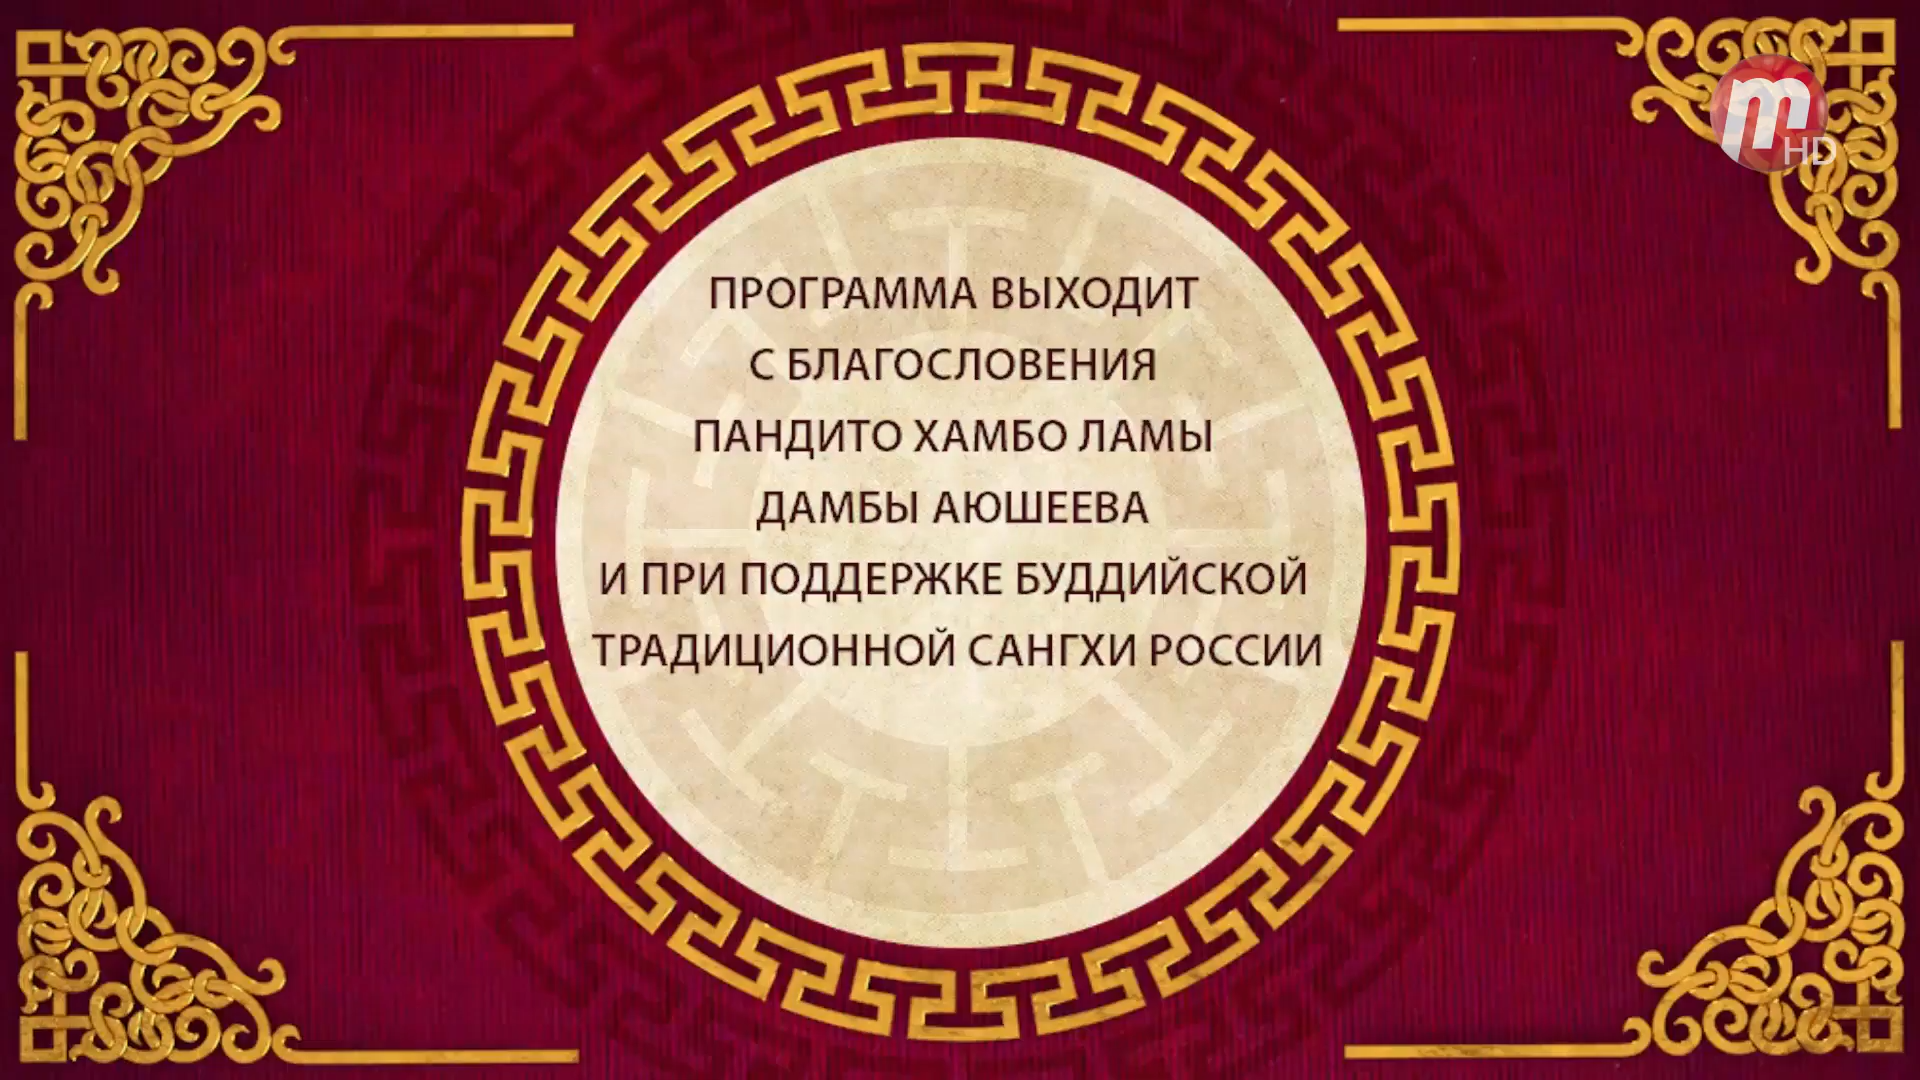 m HD
ПРОГРАММА ВЫХОДИТ
С БЛАГОСЛОВЕНИЯ
ПАНДИТО ХАМБО ЛАМЫ
ДАМБЫ АЮШЕЕВА
И ПРИ ПОДДЕРЖКЕ БУДДИЙСКОЙ
ТРАДИЦИОННОЙ САНГХИ РОССИИ